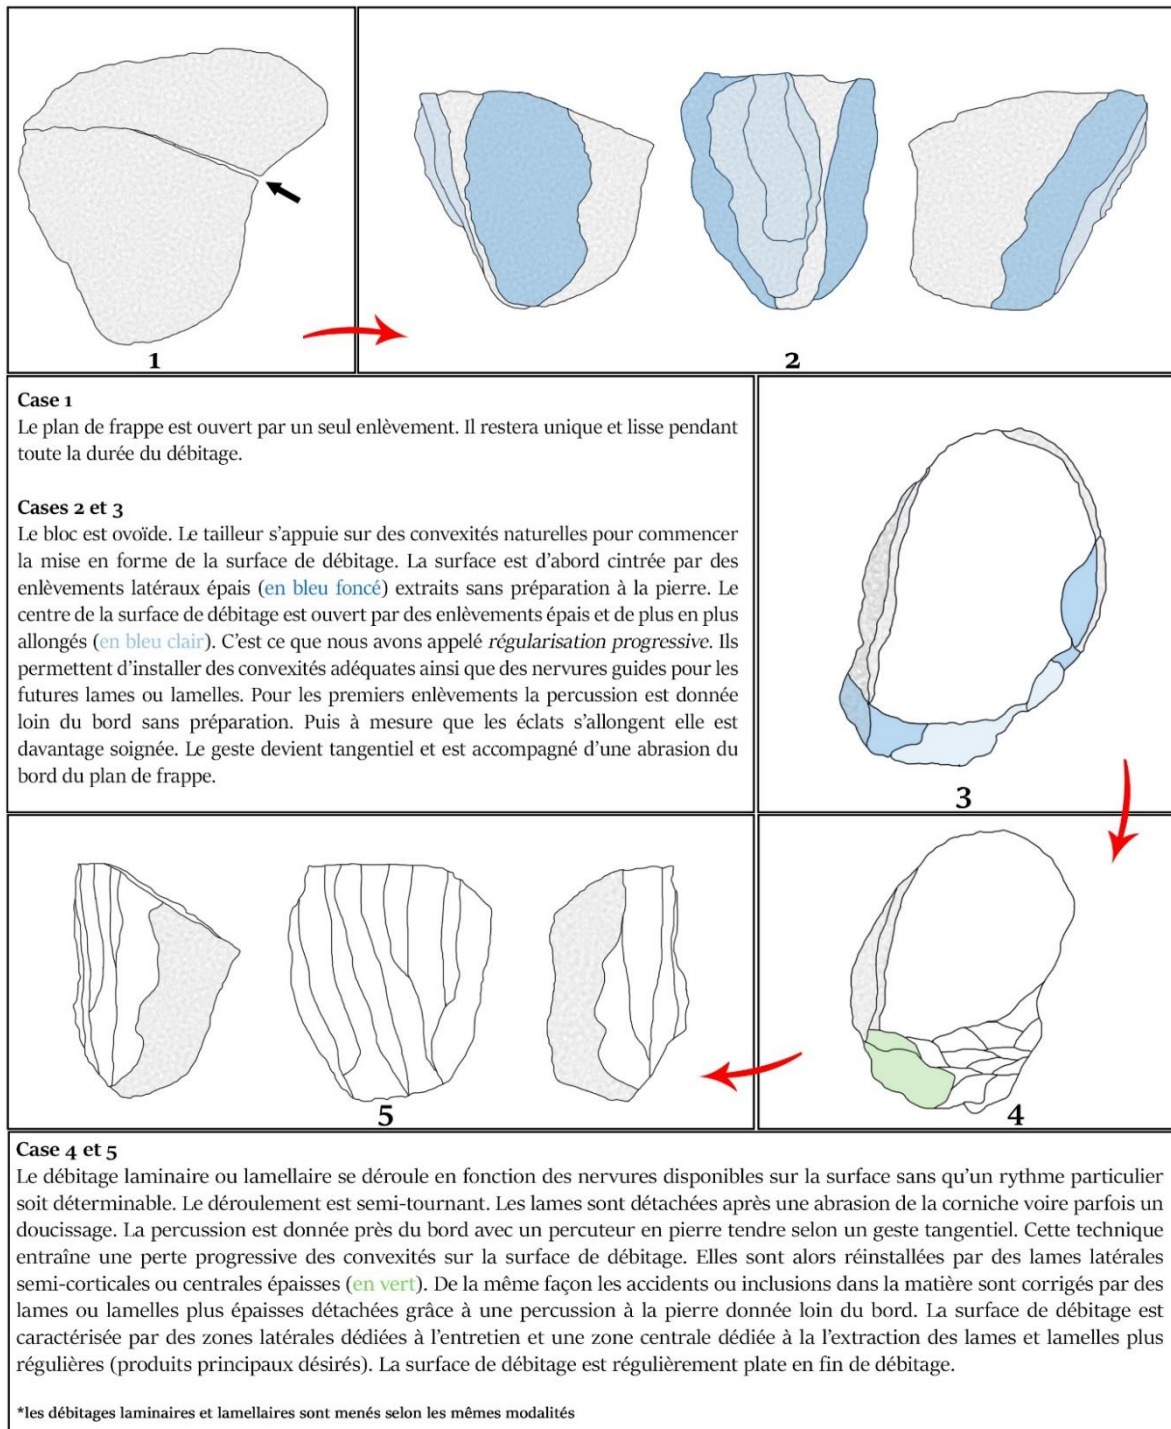 1
2
Case 1
Le plan de frappe est ouvert par un seul enlèvement. Il restera unique et lisse pendant
toute la durée du débitage.
Cases 2 et 3
Le bloc est ovoïde. Le tailleur s’appuie sur des convexités naturelles pour commencer
la mise en forme de la surface de débitage. La surface est d’abord cintrée par des
enlèvements latéraux épais (en bleu foncé) extraits sans préparation à la pierre. Le
centre de la surface de débitage est ouvert par des enlèvements épais et de plus en plus
allongés (en bleu clair). C’est ce que nous avons appelé régularisation progressive. Ils
permettent d’installer des convexités adéquates ainsi que des nervures guides pour les
futures lames ou lamelles. Pour les premiers enlèvements la percussion est donnée
loin du bord sans préparation. Puis à mesure que les éclats s’allongent elle est
davantage soignée. Le geste devient tangentiel et est accompagné d’une abrasion du
bord du plan de frappe.
3
5
4
Case 4 et 5
Le débitage laminaire ou lamellaire se déroule en fonction des nervures disponibles sur la surface sans qu’un rythme particulier
soit déterminable. Le déroulement est semi-tournant. Les lames sont détachées après une abrasion de la corniche voire parfois un
doucissage. La percussion est donnée près du bord avec un percuteur en pierre tendre selon un geste tangentiel. Cette technique
entraîne une perte progressive des convexités sur la surface de débitage. Elles sont alors réinstallées par des lames latérales
semi-corticales ou centrales épaisses (en vert). De la même façon les accidents ou inclusions dans la matière sont corrigés par des
lames ou lamelles plus épaisses détachées grâce à une percussion à la pierre donnée loin du bord. La surface de débitage est
caractérisée par des zones latérales dédiées à l’entretien et une zone centrale dédiée à la l’extraction des lames et lamelles plus
régulières (produits principaux désirés). La surface de débitage est régulièrement plate en fin de débitage.
*les débitages laminaires et lamellaires sont menés selon les mêmes modalités